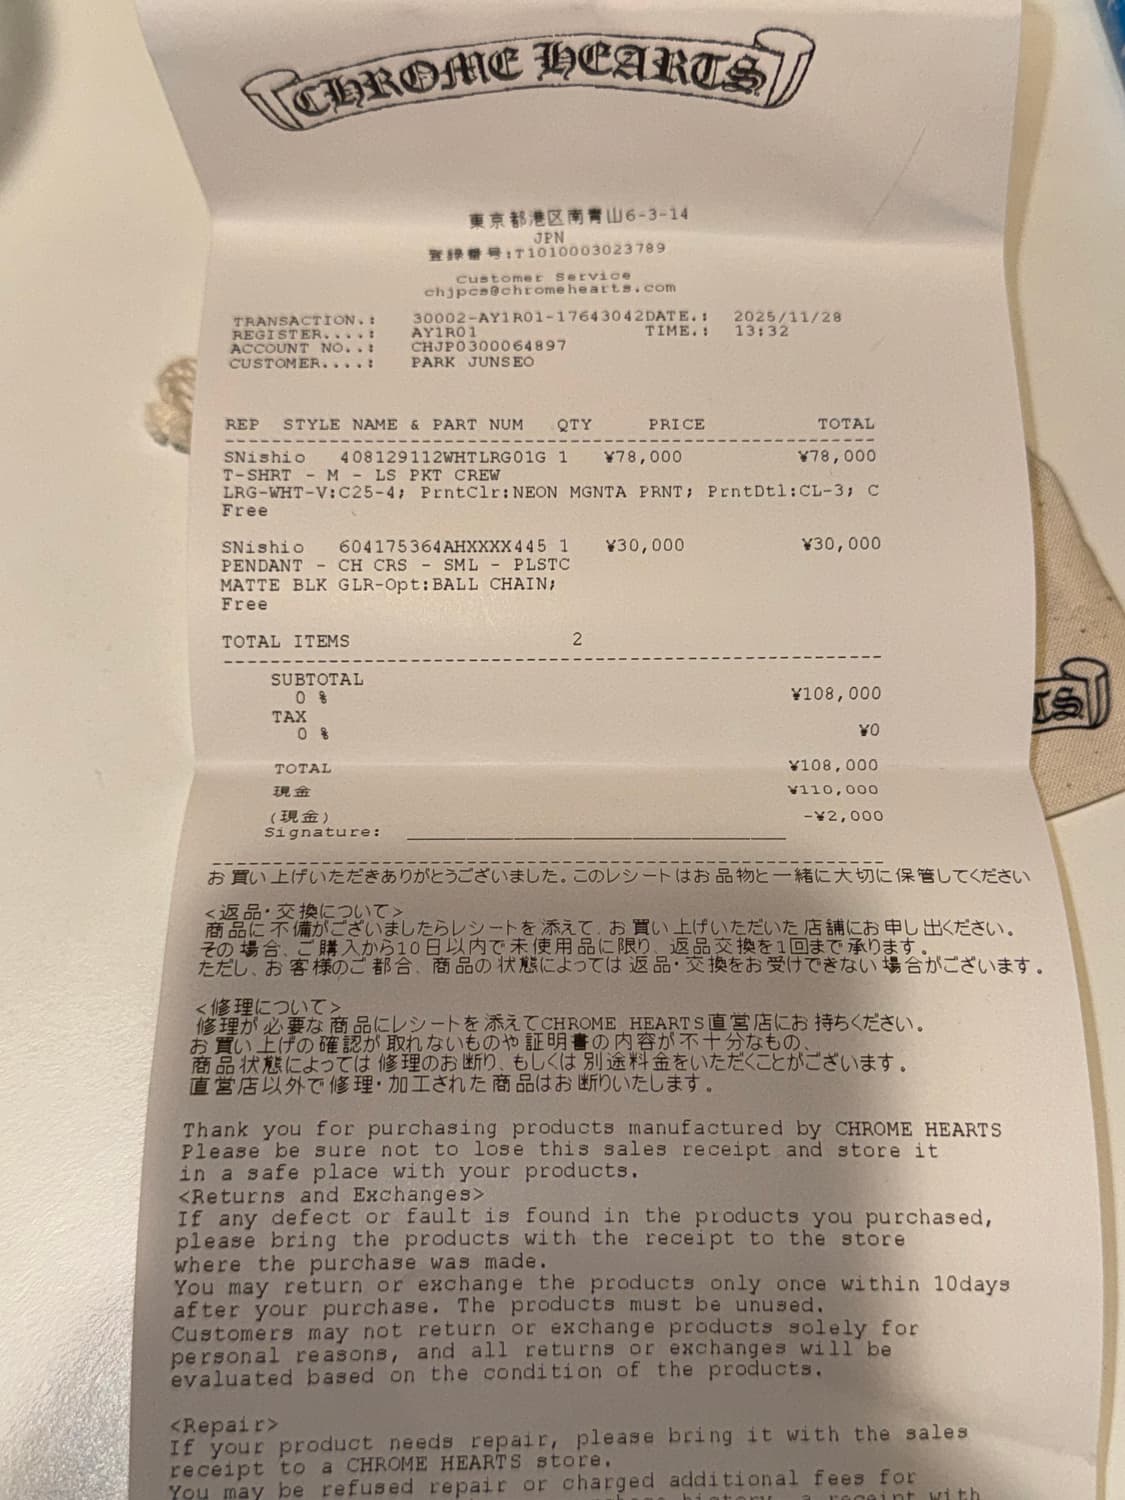 CHROME HEARTS
東京都港区南青山6-3-14
JPN
登録番号:T1010003023789
Customer Service
chjpcs@chromehearts.com
TRANSACTION.: 30002-AY1R01-17643042DATE.: 2025/11/28
REGISTER....: AY1R01 TIME.: 13:32
ACCOUNT NO..: CHJP0300064897
CUSTOMER....: PARK JUNSEO
REP STYLE NAME & PART NUM QTY PRICE TOTAL
SNishio 408129112WHTLRG01G 1 ¥78,000 ¥78,000
T-SHRT - M - LS PKT CREW
LRG-WHT-V:C25-4; PrntClr:NEON MGNTA PRNT; PrntDtl:CL-3; C
Free
SNishio 604175364AHXXXX445 1 ¥30,000 ¥30,000
PENDANT - CH CRS - SML - PLSTC
MATTE BLK GLR-Opt:BALL CHAIN;
Free
TOTAL ITEMS 2
SUBTOTAL
0 % ¥108,000
TAX
0 % ¥0
TOTAL ¥108,000
現金 ¥110,000
(現金) -¥2,000
Signature:
お買い上げいただきありがとうございました。このレシートはお品物と一緒に大切に保管してください
<返品・交換について>
商品に不備がございましたらレシートを添えて、お買い上げいただいた店舗にお申し出ください。
その場合、ご購入から10日以内で未使用品に限り、返品交換を1回まで承ります。
ただし、お客様のご都合、商品の状態によっては返品・交換をお受けできない場合がございます。
<修理について>
修理が必要な商品にレシートを添えてCHROME HEARTS直営店にお持ちください。
お買い上げの確認が取れないものや証明書の内容が不十分なもの、
商品状態によっては修理のお断り、もしくは別途料金をいただくことがございます。
直営店以外で修理・加工された商品はお断りいたします。
Thank you for purchasing products manufactured by CHROME HEARTS
Please be sure not to lose this sales receipt and store it
in a safe place with your products.
<Returns and Exchanges>
If any defect or fault is found in the products you purchased,
please bring the products with the receipt to the store
where the purchase was made.
You may return or exchange the products only once within 10days
after your purchase. The products must be unused.
Customers may not return or exchange products solely for
personal reasons, and all returns or exchanges will be
evaluated based on the condition of the products.
<Repair>
If your product needs repair, please bring it with the sales
receipt to a CHROME HEARTS store.
You may be refused repair or charged additional fees for